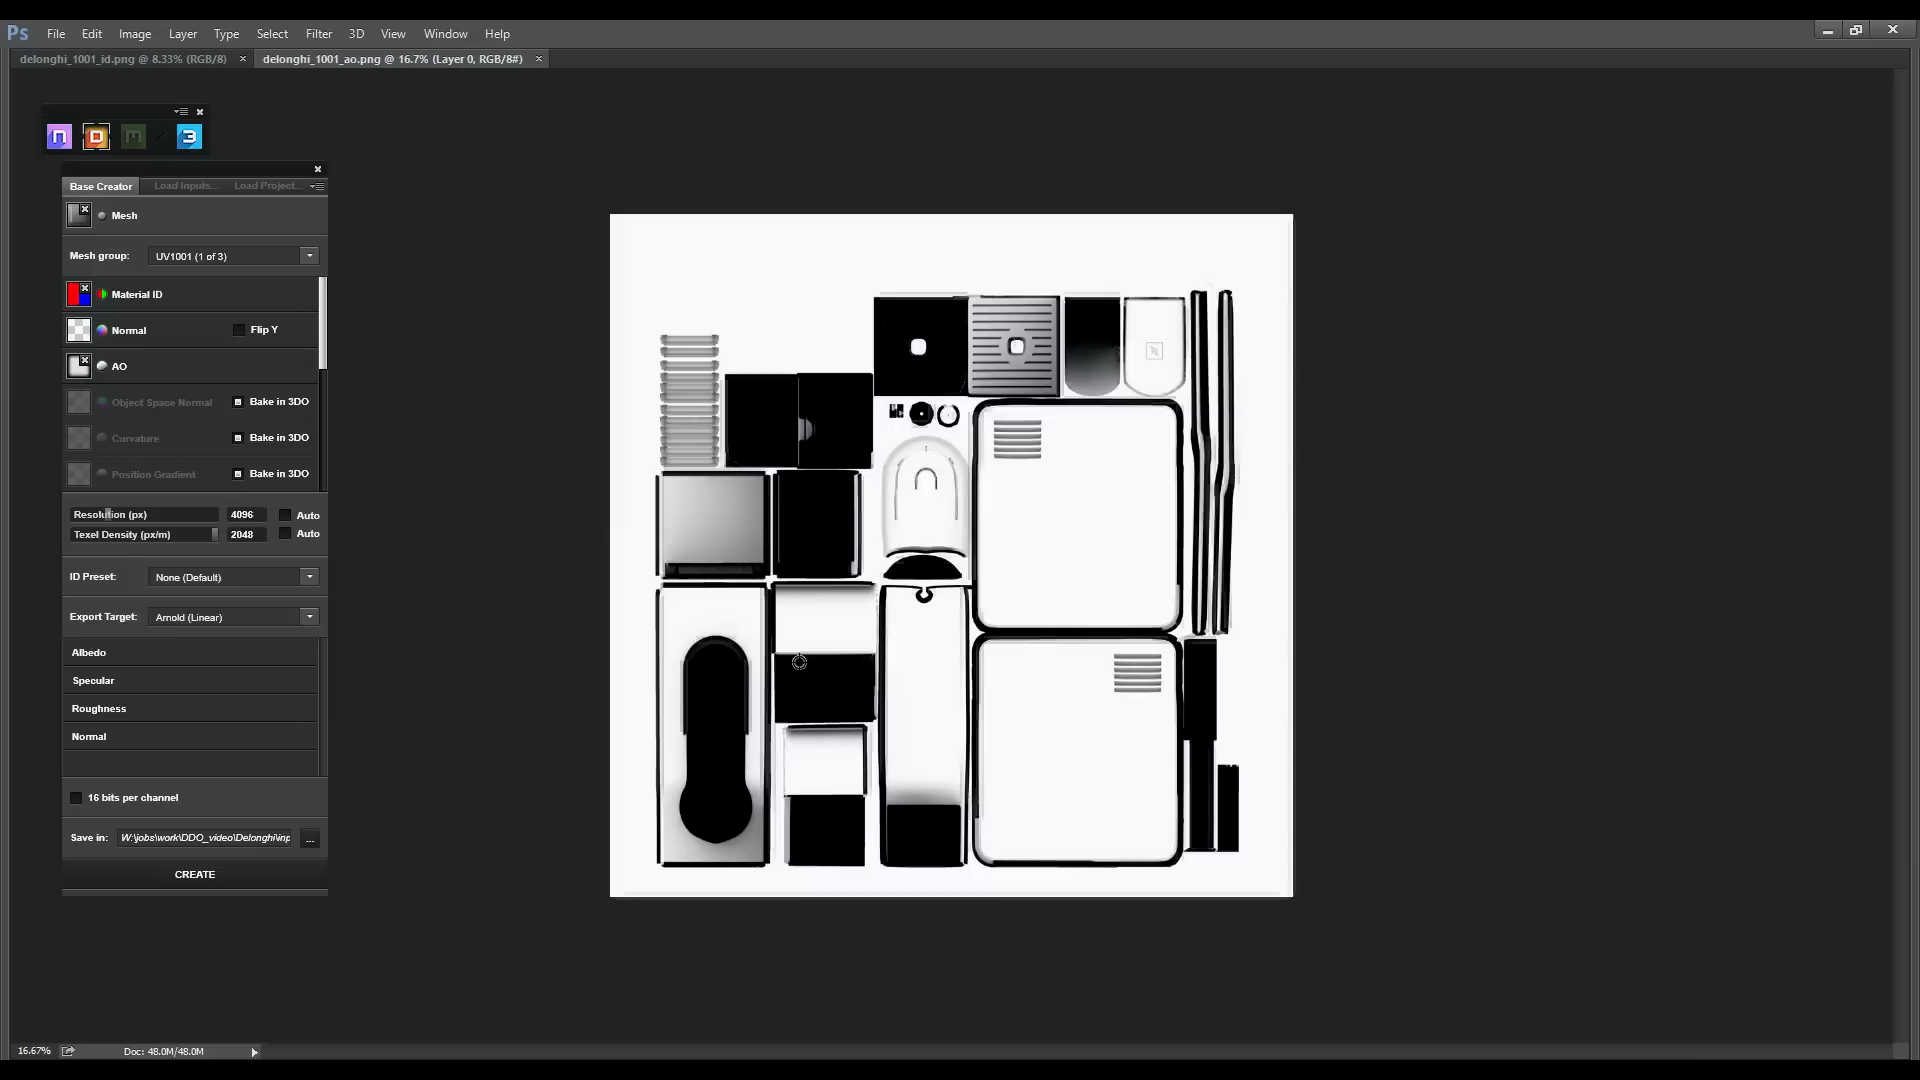 Ps File Edit Image Layer Type Select Filter 3D View Window Help
delonghi_1001_id.png @ 8.33% (RGB/8) × delonghi_1001_ao.png @ 16.7% (Layer 0, RGB/8#) ×
n D M 3
Base Creator Load Inputs... Load Project...
Mesh
Mesh group: UV1001 (1 of 3)
Material ID
Normal Flip Y
AO
Object Space Normal Bake in 3DO
Curvature Bake in 3DO
Position Gradient Bake in 3DO
Resolution (px) 4096 Auto
Texel Density (px/m) 2048 Auto
ID Preset: None (Default)
Export Target: Arnold (Linear)
Albedo
Specular
Roughness
Normal
16 bits per channel
Save in: W:\jobs\work\DDO_video\Delonghi\inp ...
CREATE
16.67% Doc: 48.0M/48.0M